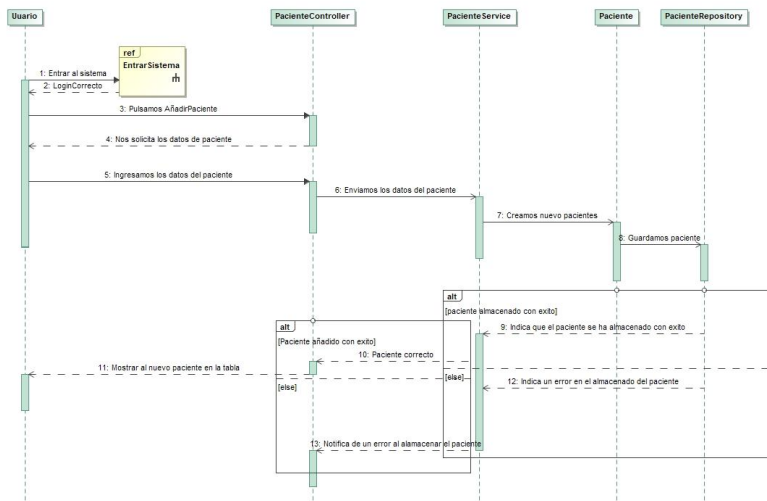 Uuario
PacienteController
PacienteService
Paciente
PacienteRepository
ref
EntrarSistema
1: Entrar al sistema
2: LoginCorrecto
3: Pulsamos AñadirPaciente
4: Nos solicita los datos de paciente
5: Ingresamos los datos del paciente
6: Enviamos los datos del paciente
7: Creamos nuevo pacientes
8: Guardamos paciente
alt
[paciente almacenado con exito]
9: Indica que el paciente se ha almacenado con exito
alt
[Paciente añadido con exito]
10: Paciente correcto
11: Mostrar al nuevo paciente en la tabla
[else]
12: Indica un error en el almacenado del paciente
[else]
13: Notifica de un error al alamacenar el paciente